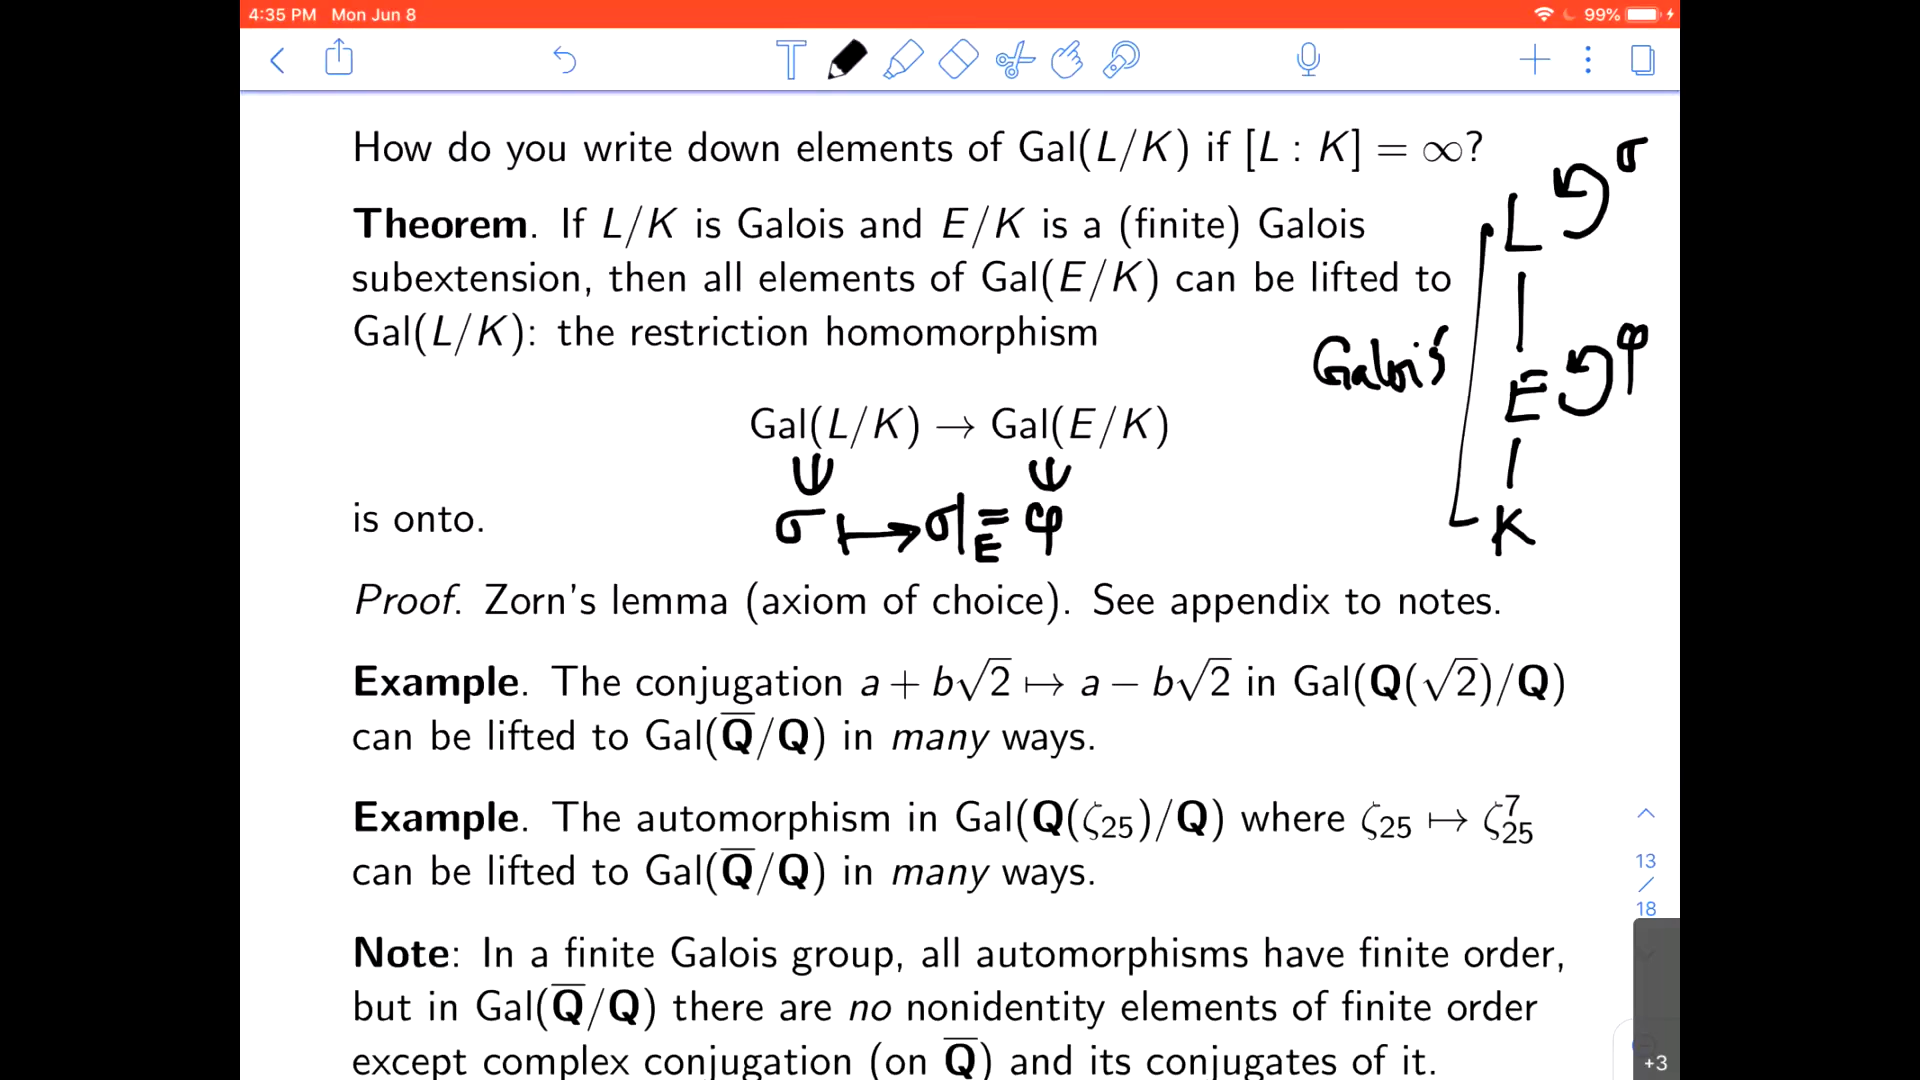 4:35 PM Mon Jun 8 99%
How do you write down elements of Gal(L/K) if [L : K] = ∞?
Theorem. If L/K is Galois and E/K is a (finite) Galois
subextension, then all elements of Gal(E/K) can be lifted to
Gal(L/K): the restriction homomorphism
Gal(L/K) → Gal(E/K)
σ ↦ σ|_E = φ
is onto.
L σ
Galois
E φ
K
Proof. Zorn's lemma (axiom of choice). See appendix to notes.
Example. The conjugation a + b√2 ↦ a − b√2 in Gal(Q(√2)/Q)
can be lifted to Gal(Q̅/Q) in many ways.
Example. The automorphism in Gal(Q(ζ₂₅)/Q) where ζ₂₅ ↦ ζ₂₅⁷
can be lifted to Gal(Q̅/Q) in many ways.
Note: In a finite Galois group, all automorphisms have finite order,
but in Gal(Q̅/Q) there are no nonidentity elements of finite order
except complex conjugation (on Q̅) and its conjugates of it.
13
/
18
+3